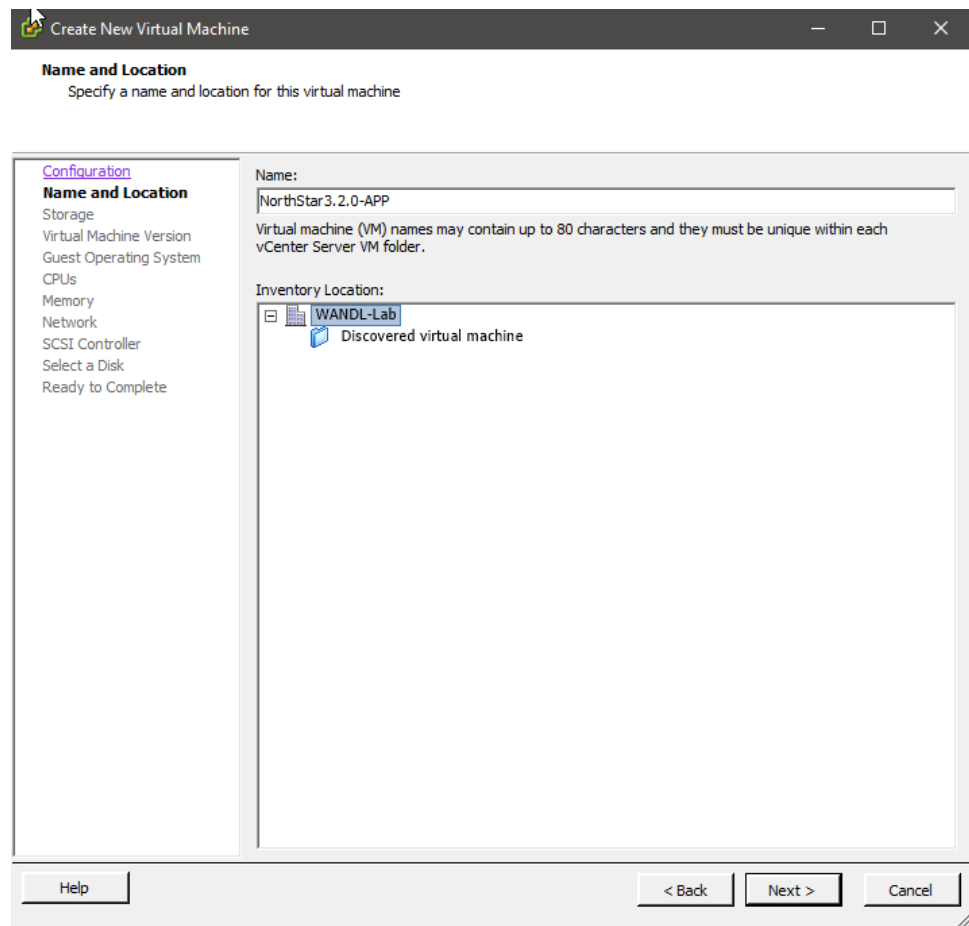 Create New Virtual Machine
Name and Location
Specify a name and location for this virtual machine
Configuration
Name and Location
Storage
Virtual Machine Version
Guest Operating System
CPUs
Memory
Network
SCSI Controller
Select a Disk
Ready to Complete
Name:
NorthStar3.2.0-APP
Virtual machine (VM) names may contain up to 80 characters and they must be unique within each
vCenter Server VM folder.
Inventory Location:
WANDL-Lab
Discovered virtual machine
Help
< Back
Next >
Cancel